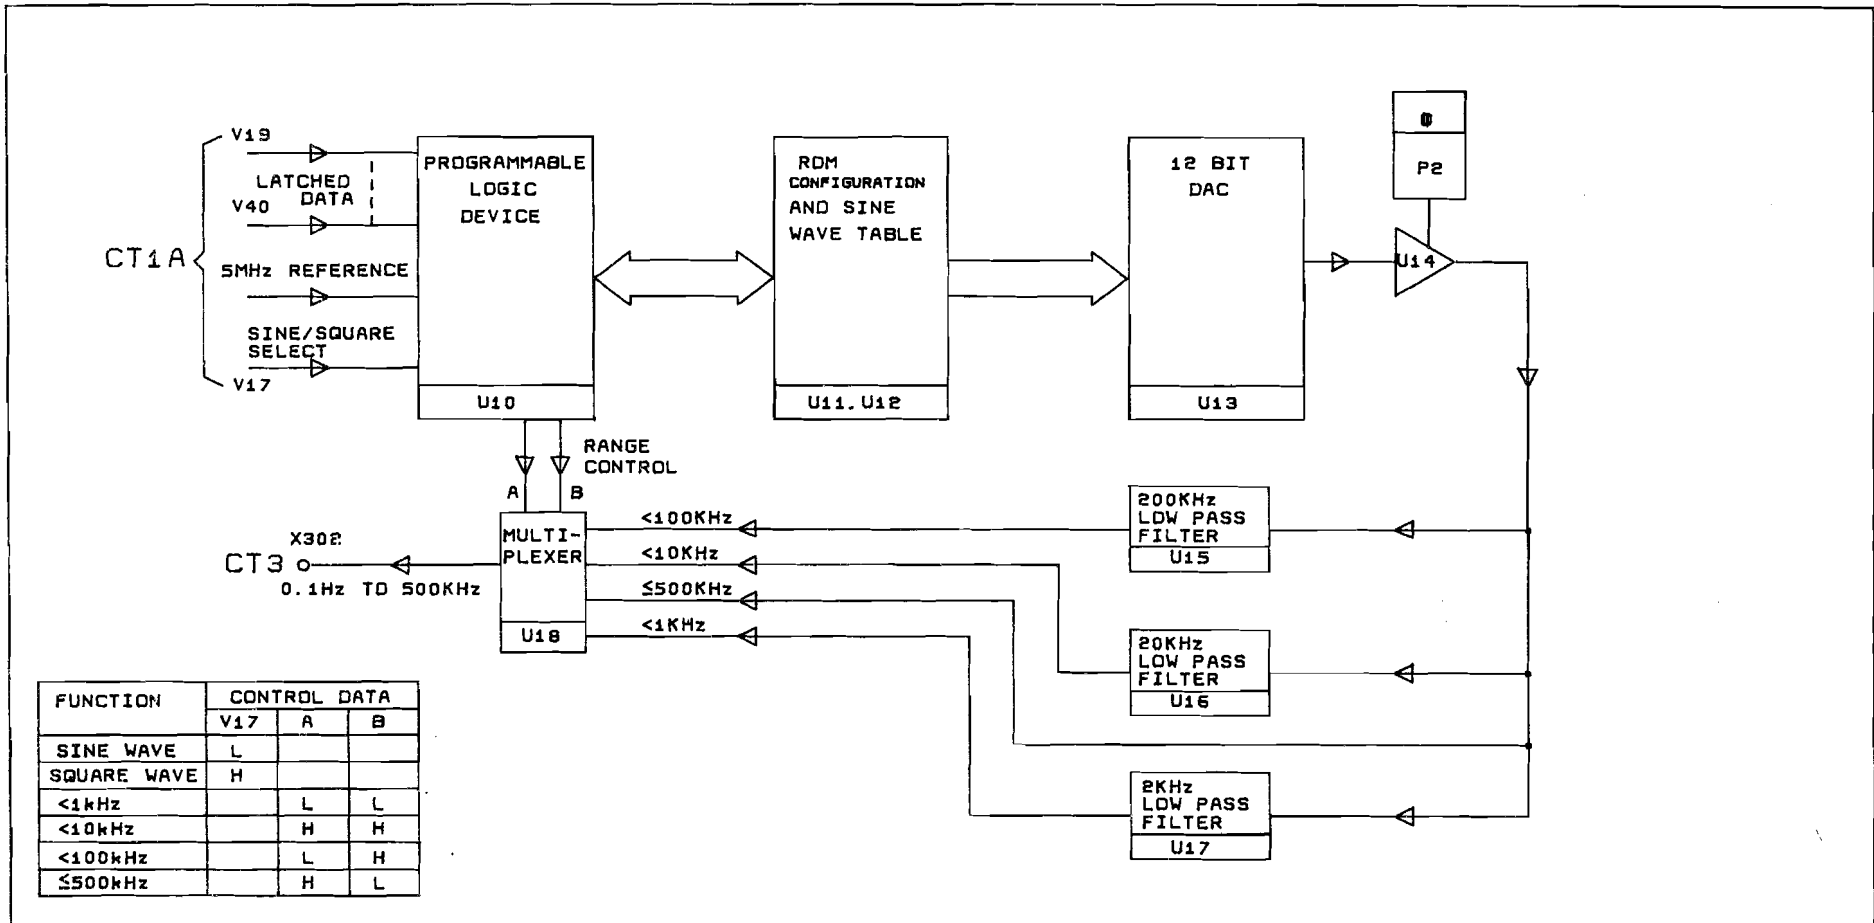 V19
LATCHED
DATA
V40
CT1A
5MHz REFERENCE
SINE/SQUARE
SELECT
V17
PROGRAMMABLE
LOGIC
DEVICE
U10
ROM
CONFIGURATION
AND SINE
WAVE TABLE
U11, U12
12 BIT
DAC
U13
P2
U14
RANGE
CONTROL
A B
MULTI-
PLEXER
U18
X302
CT3
0.1Hz TO 500KHz
<100KHz
<10KHz
≤500KHz
<1KHz
200KHz
LOW PASS
FILTER
U15
20KHz
LOW PASS
FILTER
U16
2KHz
LOW PASS
FILTER
U17
FUNCTION CONTROL DATA
V17 A B
SINE WAVE L
SQUARE WAVE H
<1kHz L L
<10kHz H H
<100kHz L H
≤500kHz H L